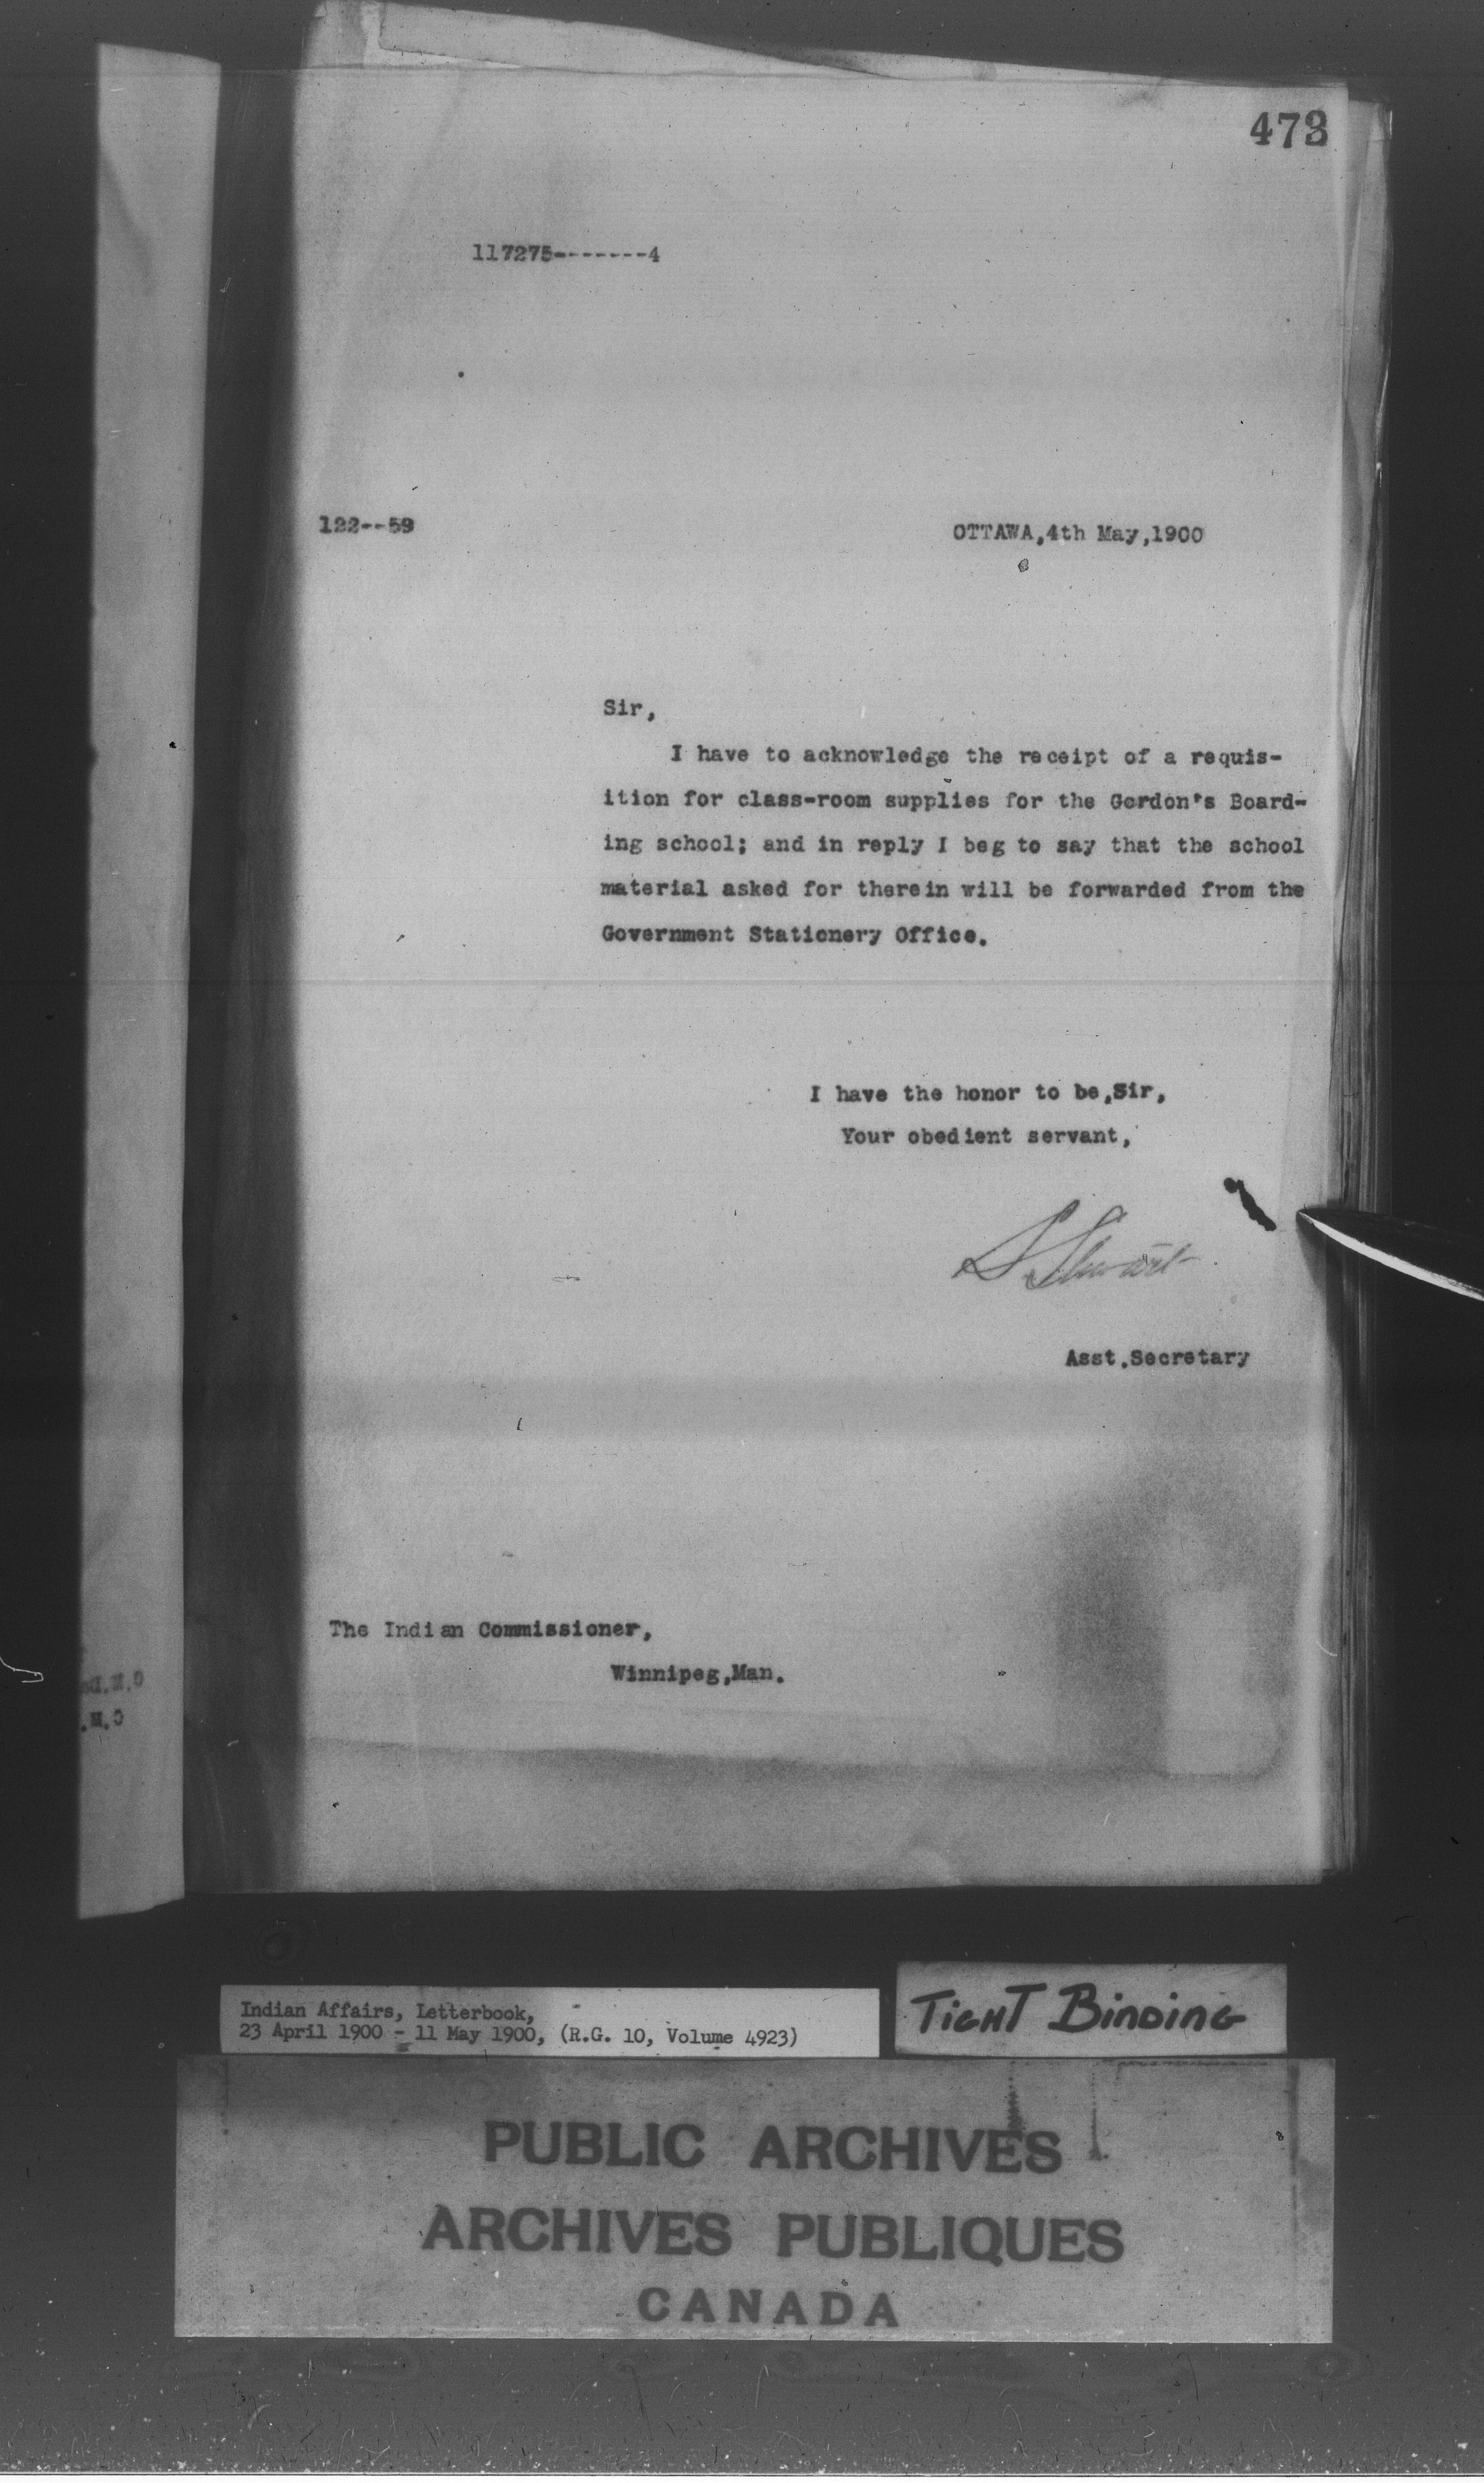 473
117275-------4
122--59
OTTAWA,4th May,1900
Sir,
I have to acknowledge the receipt of a requis-
ition for class-room supplies for the Gordon's Board-
ing school; and in reply I beg to say that the school
material asked for therein will be forwarded from the
Government Stationery Office.
I have the honor to be,Sir,
Your obedient servant,
S Stewart
Asst.Secretary
The Indian Commissioner,
Winnipeg,Man.
.M.O
.M.O
Indian Affairs, Letterbook,
23 April 1900 - 11 May 1900, (R.G. 10, Volume 4923)
TIGHT BINDING
PUBLIC ARCHIVES
ARCHIVES PUBLIQUES
CANADA